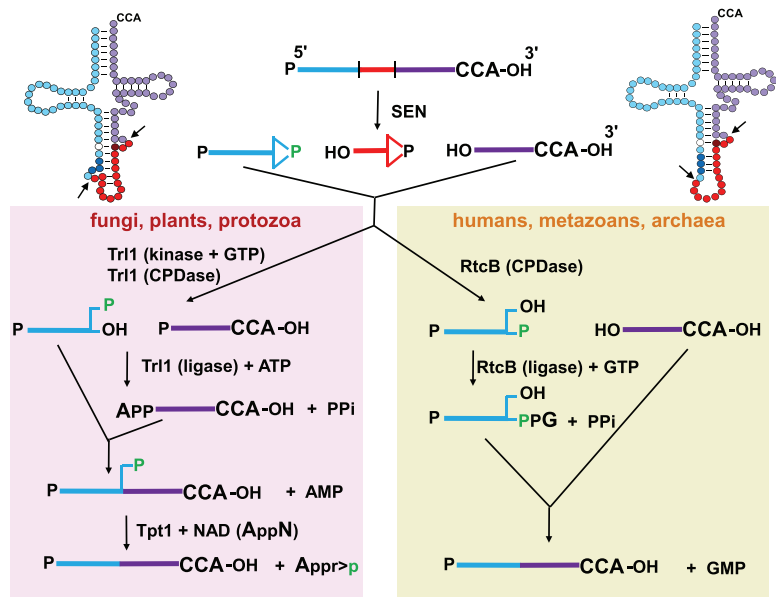 CCA
CCA
5' 3'
P CCA-OH
SEN
P P HO P HO CCA-OH 3'
fungi, plants, protozoa
humans, metazoans, archaea
Trl1 (kinase + GTP)
Trl1 (CPDase)
RtcB (CPDase)
P P OH P CCA-OH
P OH P HO CCA-OH
Trl1 (ligase) + ATP
RtcB (ligase) + GTP
APP CCA-OH + PPi
P OH PPG + PPi
P P CCA-OH + AMP
Tpt1 + NAD (AppN)
P CCA-OH + Appr>p
P CCA-OH + GMP